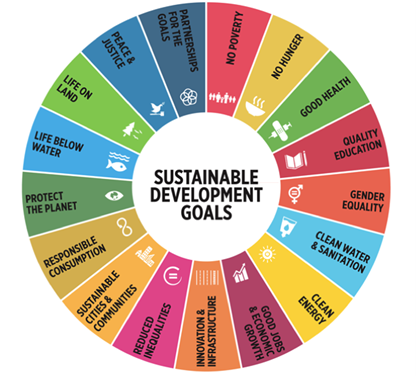 SUSTAINABLE
DEVELOPMENT
GOALS
NO POVERTY
NO HUNGER
GOOD HEALTH
QUALITY
EDUCATION
GENDER
EQUALITY
CLEAN WATER
& SANITATION
CLEAN
ENERGY
GOOD JOBS
& ECONOMIC
GROWTH
INNOVATION &
INFRASTRUCTURE
REDUCED
INEQUALITIES
SUSTAINABLE
CITIES &
COMMUNITIES
RESPONSIBLE
CONSUMPTION
PROTECT
THE PLANET
LIFE BELOW
WATER
LIFE ON
LAND
PEACE &
JUSTICE
PARTNERSHIPS
FOR THE
GOALS